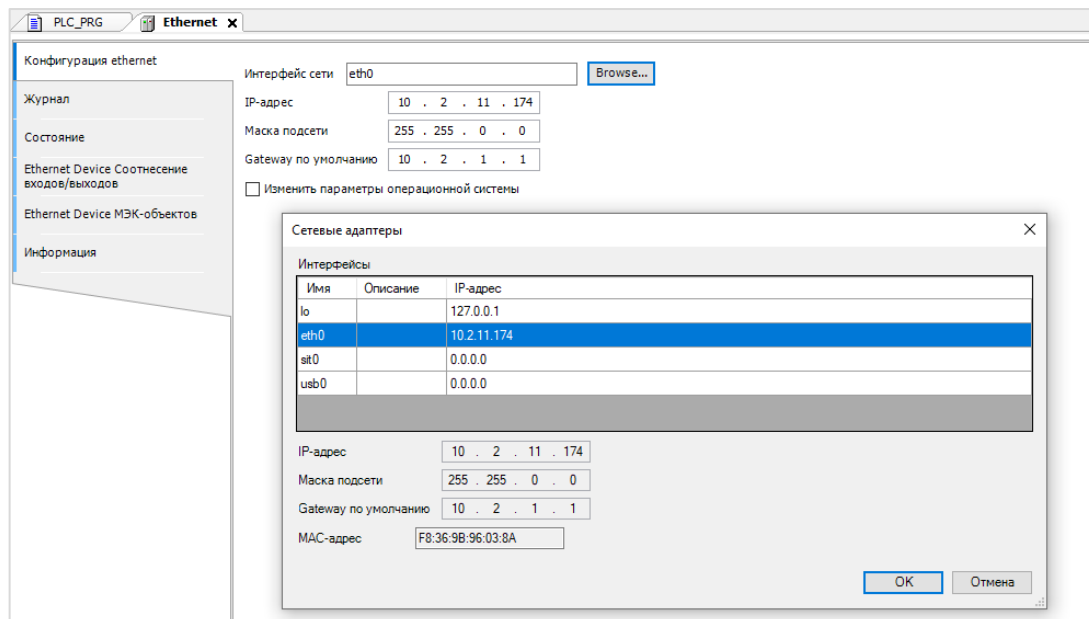 PLC_PRG
Ethernet
Конфигурация ethernet
Журнал
Состояние
Ethernet Device Соотнесение
входов/выходов
Ethernet Device МЭК-объектов
Информация
Интерфейс сети eth0 Browse...
IP-адрес 10 . 2 . 11 . 174
Маска подсети 255 . 255 . 0 . 0
Gateway по умолчанию 10 . 2 . 1 . 1
Изменить параметры операционной системы
Сетевые адаптеры
Интерфейсы
Имя Описание IP-адрес
lo 127.0.0.1
eth0 10.2.11.174
sit0 0.0.0.0
usb0 0.0.0.0
IP-адрес 10 . 2 . 11 . 174
Маска подсети 255 . 255 . 0 . 0
Gateway по умолчанию 10 . 2 . 1 . 1
MAC-адрес F8:36:9B:96:03:8A
OK Отмена